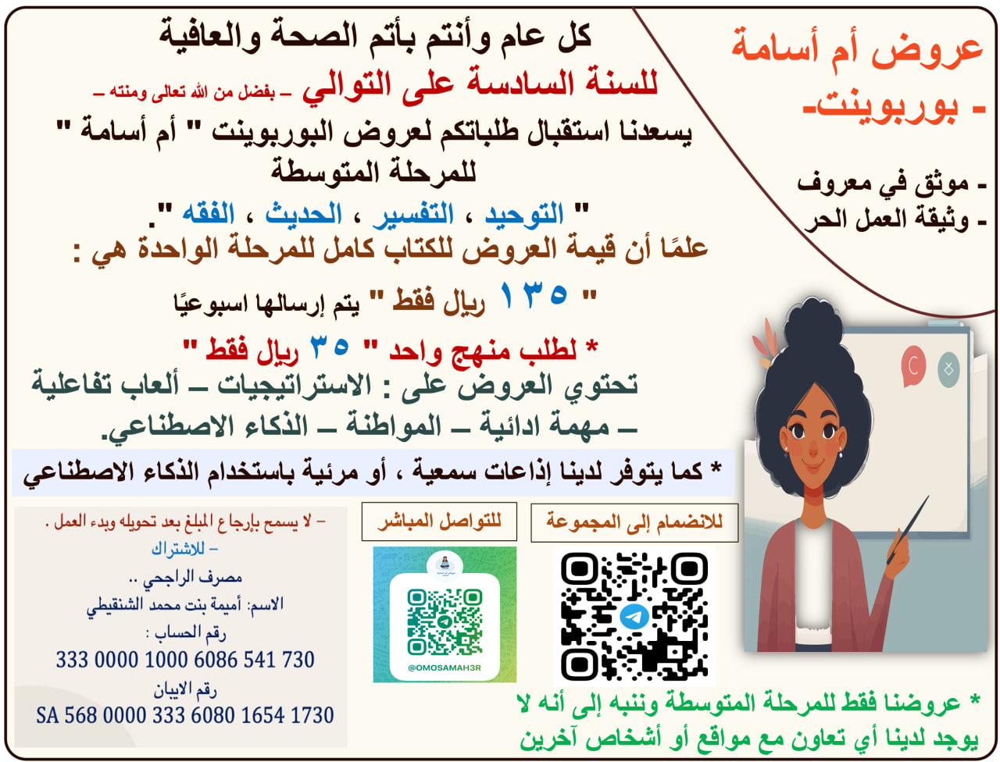 عروض أم أسامة
- بوربوينت-
- موثق في معروف
- وثيقة العمل الحر
كل عام وأنتم بأتم الصحة والعافية
للسنة السادسة على التوالي – بفضل من الله تعالى ومنته –
يسعدنا استقبال طلباتكم لعروض البوربوينت " أم أسامة "
للمرحلة المتوسطة
" التوحيد ، التفسير ، الحديث ، الفقه ".
علمًا أن قيمة العروض للكتاب كامل للمرحلة الواحدة هي :
" ١٣٥ ريال فقط " يتم إرسالها اسبوعيًا
* لطلب منهج واحد " ٣٥ ريال فقط "
تحتوي العروض على : الاستراتيجيات – ألعاب تفاعلية
– مهمة ادائية – المواطنة – الذكاء الاصطناعي.
* كما يتوفر لدينا إذاعات سمعية ، أو مرئية باستخدام الذكاء الاصطناعي
للانضمام إلى المجموعة
للتواصل المباشر
@OMOSAMAH3R
– لا يسمح بإرجاع المبلغ بعد تحويله وبدء العمل .
– للاشتراك
مصرف الراجحي ..
الاسم: أميمة بنت محمد الشنقيطي
رقم الحساب :
333 0000 1000 6086 541 730
رقم الايبان
SA 568 0000 333 6080 1654 1730
* عروضنا فقط للمرحلة المتوسطة وننبه إلى أنه لا
يوجد لدينا أي تعاون مع مواقع أو أشخاص آخرين